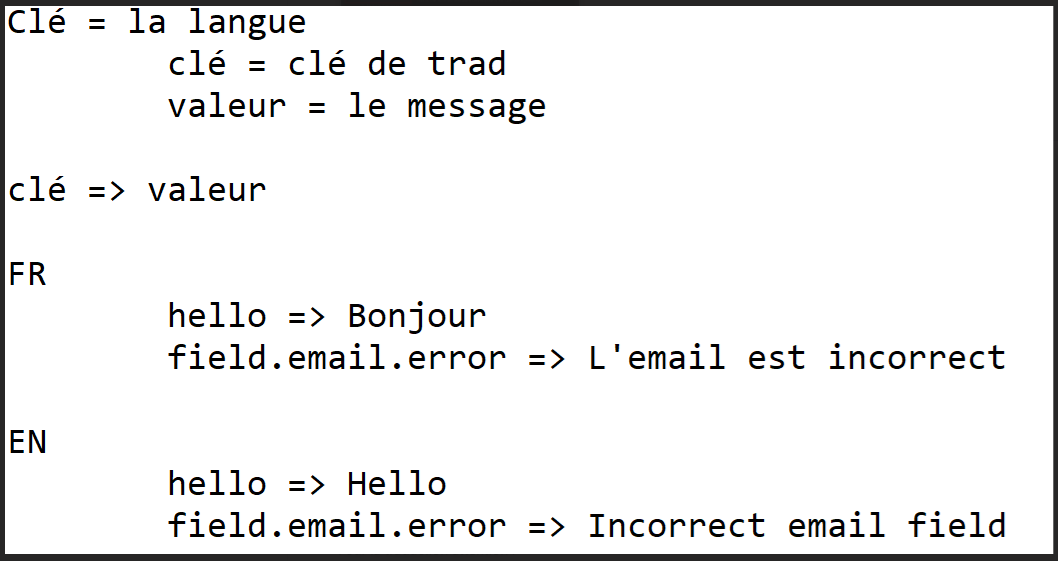 Clé = la langue
clé = clé de trad
valeur = le message
clé => valeur
FR
hello => Bonjour
field.email.error => L'email est incorrect
EN
hello => Hello
field.email.error => Incorrect email field